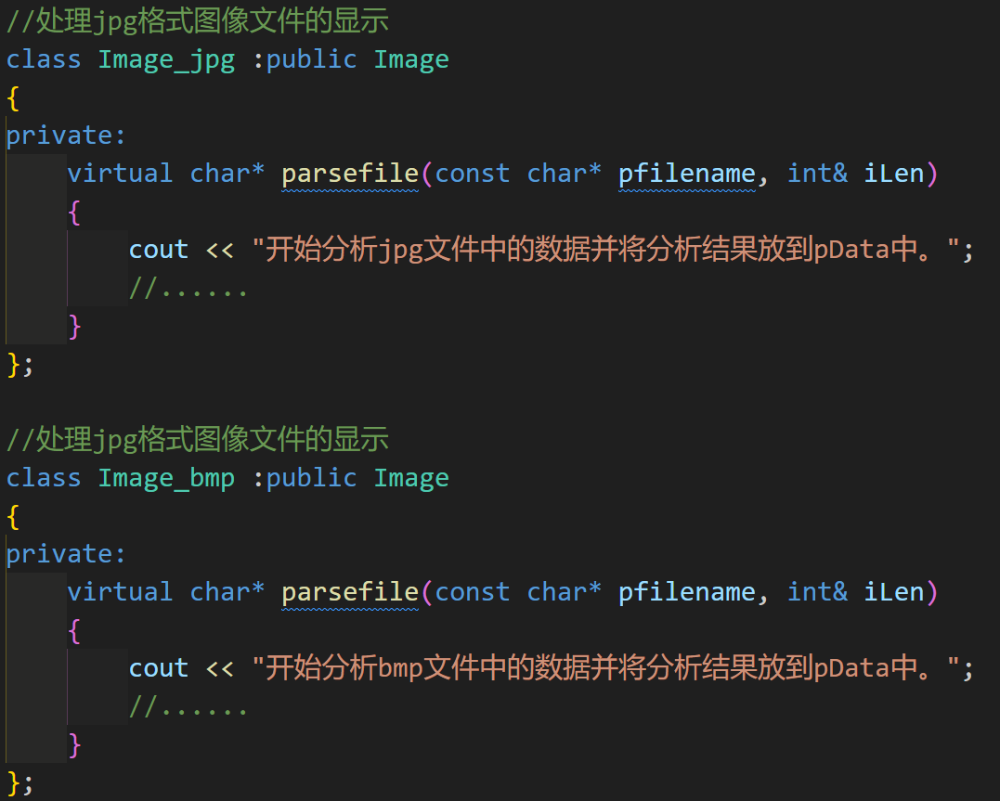 //处理jpg格式图像文件的显示
class Image_jpg :public Image
{
private:
    virtual char* parsefile(const char* pfilename, int& iLen)
    {
        cout << "开始分析jpg文件中的数据并将分析结果放到pData中。";
        //......
    }
};

//处理jpg格式图像文件的显示
class Image_bmp :public Image
{
private:
    virtual char* parsefile(const char* pfilename, int& iLen)
    {
        cout << "开始分析bmp文件中的数据并将分析结果放到pData中。";
        //......
    }
};